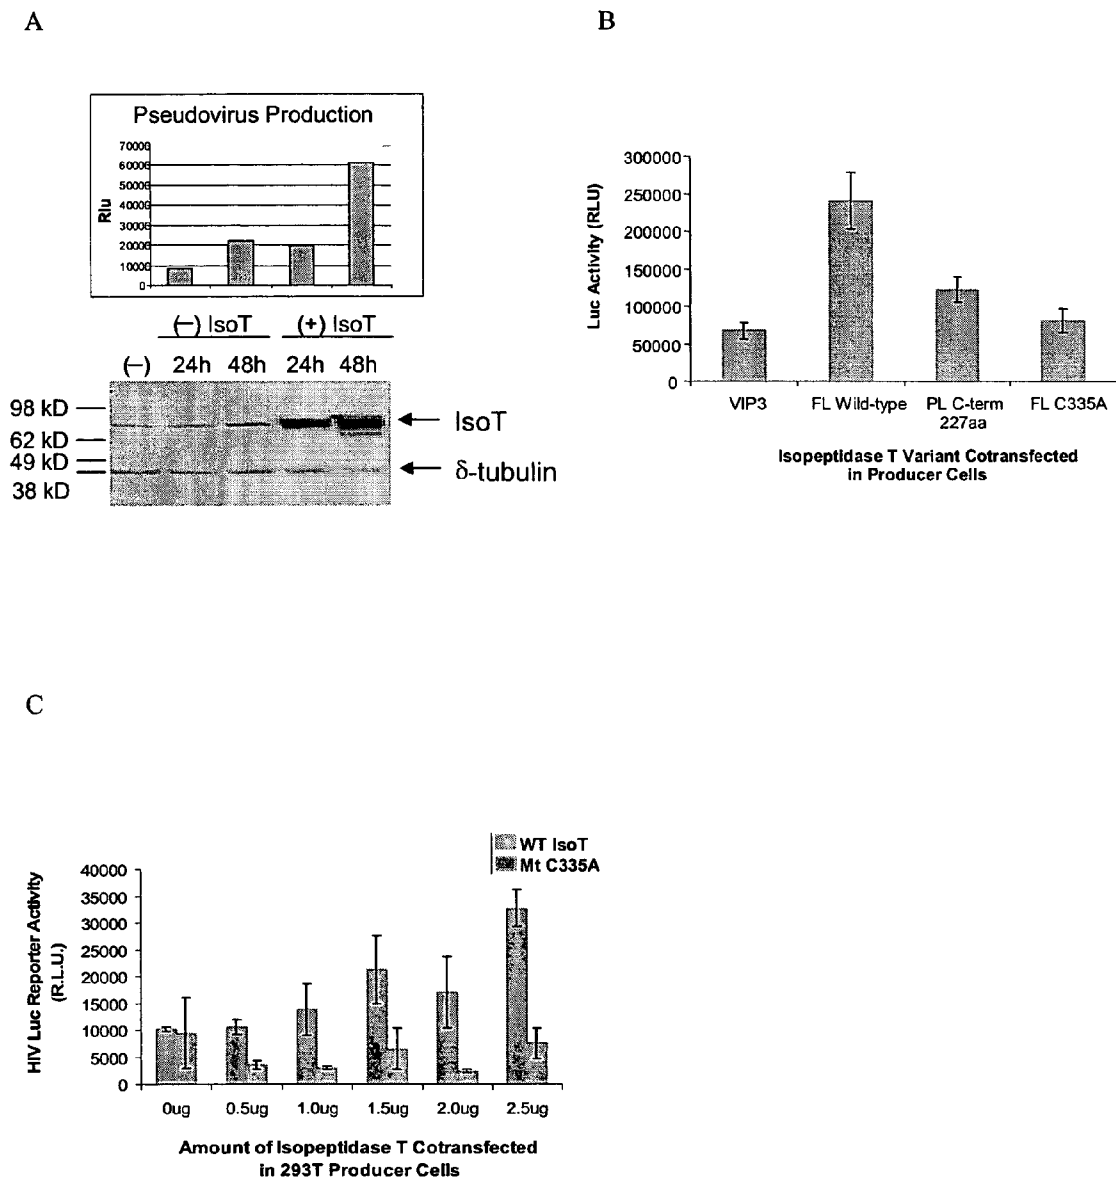 A
Pseudovirus Production
70000
60000
50000
40000
30000
20000
10000
0
Rlu
(–) IsoT (+) IsoT
(–) 24h 48h 24h 48h
98 kD
62 kD
49 kD
38 kD
IsoT
δ-tubulin
B
300000
250000
200000
150000
100000
50000
0
Luc Activity (RLU)
VIP3 FL Wild-type PL C-term FL C335A
227aa
Isopeptidase T Variant Cotransfected
in Producer Cells
C
WT IsoT
Mt C335A
40000
35000
30000
25000
20000
15000
10000
5000
0
HIV Luc Reporter Activity
(R.L.U.)
0ug 0.5ug 1.0ug 1.5ug 2.0ug 2.5ug
Amount of Isopeptidase T Cotransfected
in 293T Producer Cells